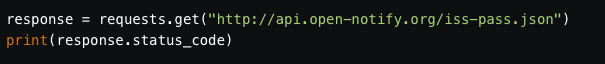 response = requests.get("http://api.open-notify.org/iss-pass.json")
print(response.status_code)